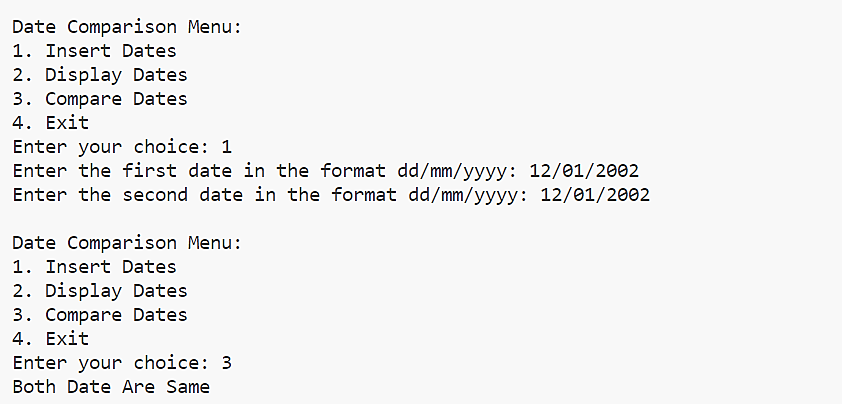 Date Comparison Menu:
1. Insert Dates
2. Display Dates
3. Compare Dates
4. Exit
Enter your choice: 1
Enter the first date in the format dd/mm/yyyy: 12/01/2002
Enter the second date in the format dd/mm/yyyy: 12/01/2002
Date Comparison Menu:
1. Insert Dates
2. Display Dates
3. Compare Dates
4. Exit
Enter your choice: 3
Both Date Are Same